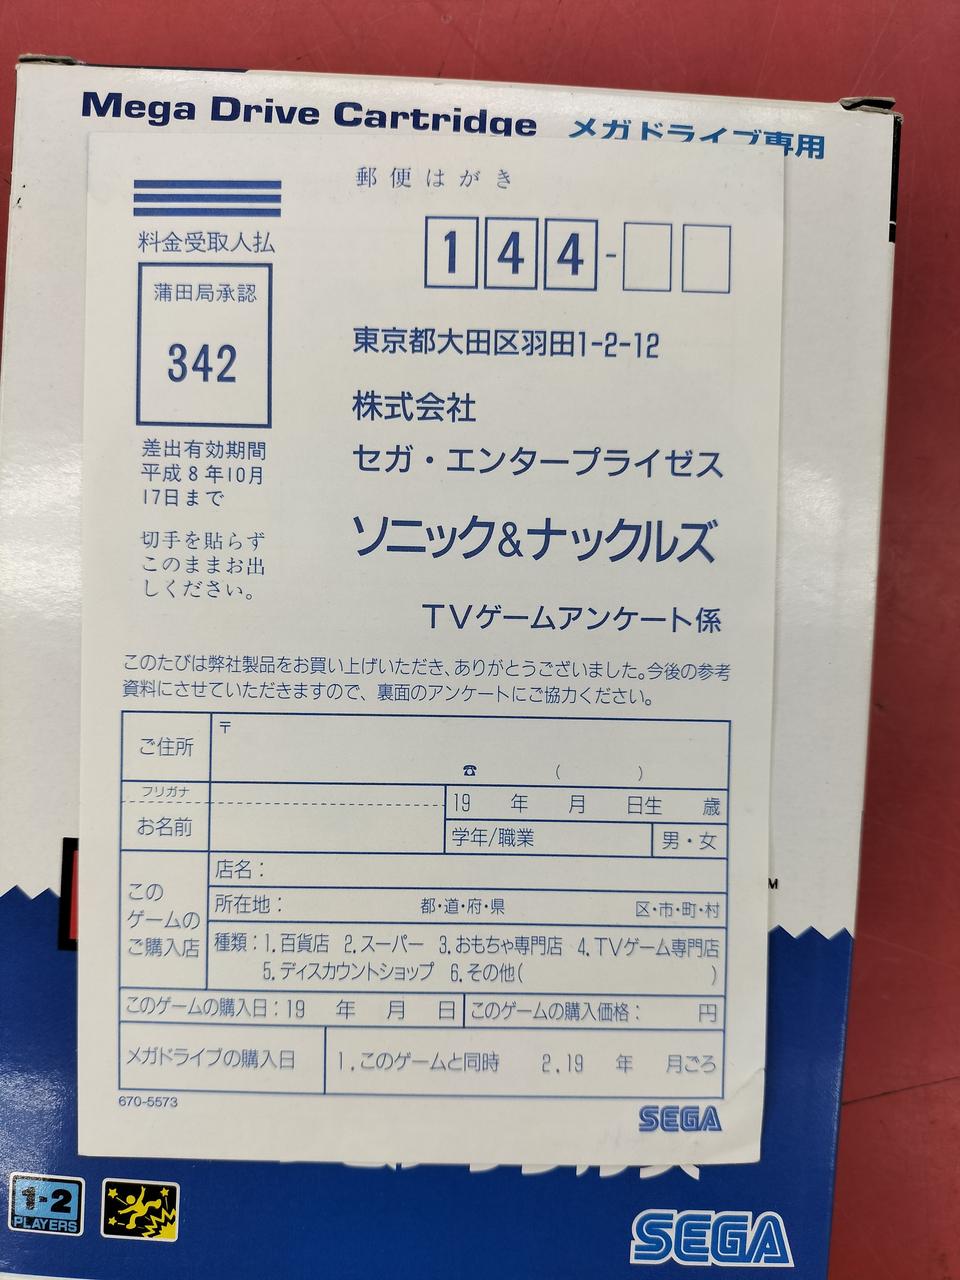 Mega Drive Cartridge メガドライブ専用
郵便はがき
料金受取人払
蒲田局承認
342
差出有効期間
平成8年10月
17日まで
切手を貼らず
このままお出
しください。
144-
東京都大田区羽田1-2-12
株式会社
セガ・エンタープライゼス
ソニック&ナックルズ
TVゲームアンケート係
このたびは弊社製品をお買い上げいただき、ありがとうございました。今後の参考
資料にさせていただきますので、裏面のアンケートにご協力ください。
ご住所 〒
☎ ( )
フリガナ
お名前
19 年 月 日生 歳
学年/職業 男・女
この
ゲームの
ご購入店
店名:
所在地: 都・道・府・県 区・市・町・村
種類:1.百貨店 2.スーパー 3.おもちゃ専門店 4.TVゲーム専門店
5.ディスカウントショップ 6.その他( )
このゲームの購入日:19 年 月 日 このゲームの購入価格: 円
メガドライブの購入日 1.このゲームと同時 2.19 年 月ごろ
670-5573
SEGA
TM
1-2
PLAYERS
SEGA